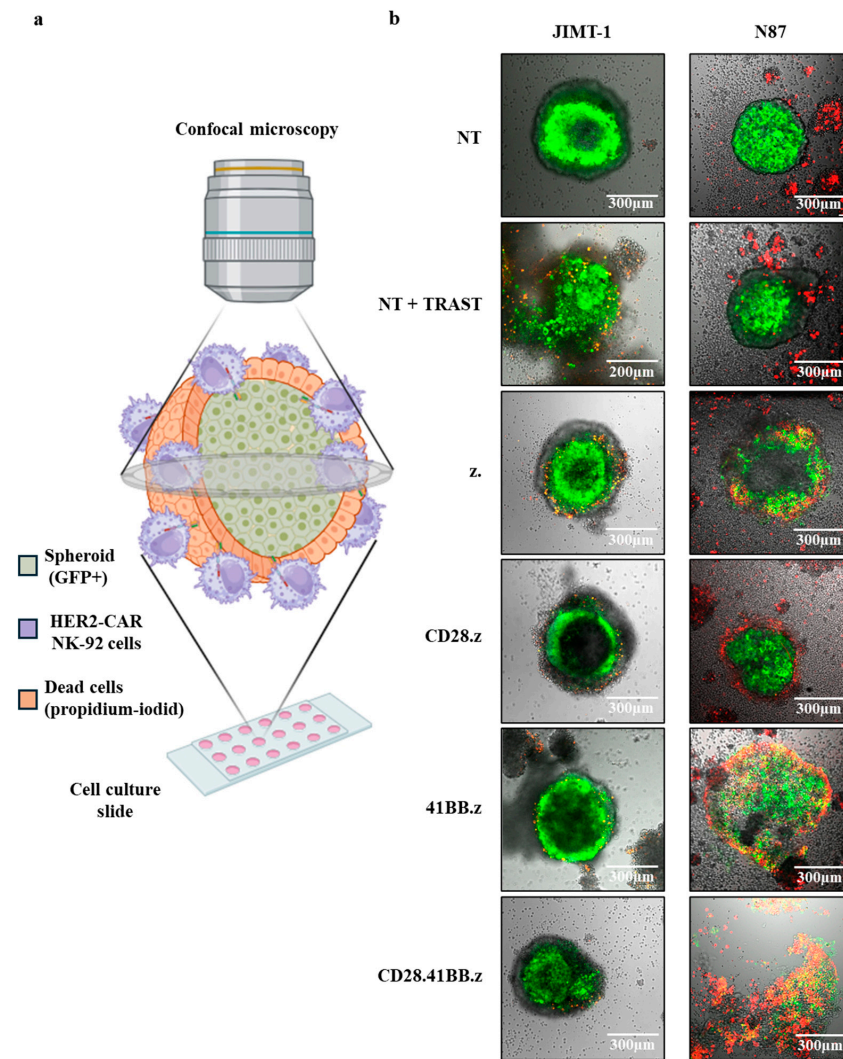 a
Confocal microscopy
Spheroid
(GFP+)
HER2-CAR
NK-92 cells
Dead cells
(propidium-iodid)
Cell culture
slide
b
JIMT-1
N87
NT
300µm
300µm
NT + TRAST
200µm
300µm
z.
300µm
300µm
CD28.z
300µm
300µm
41BB.z
300µm
300µm
CD28.41BB.z
300µm
300µm